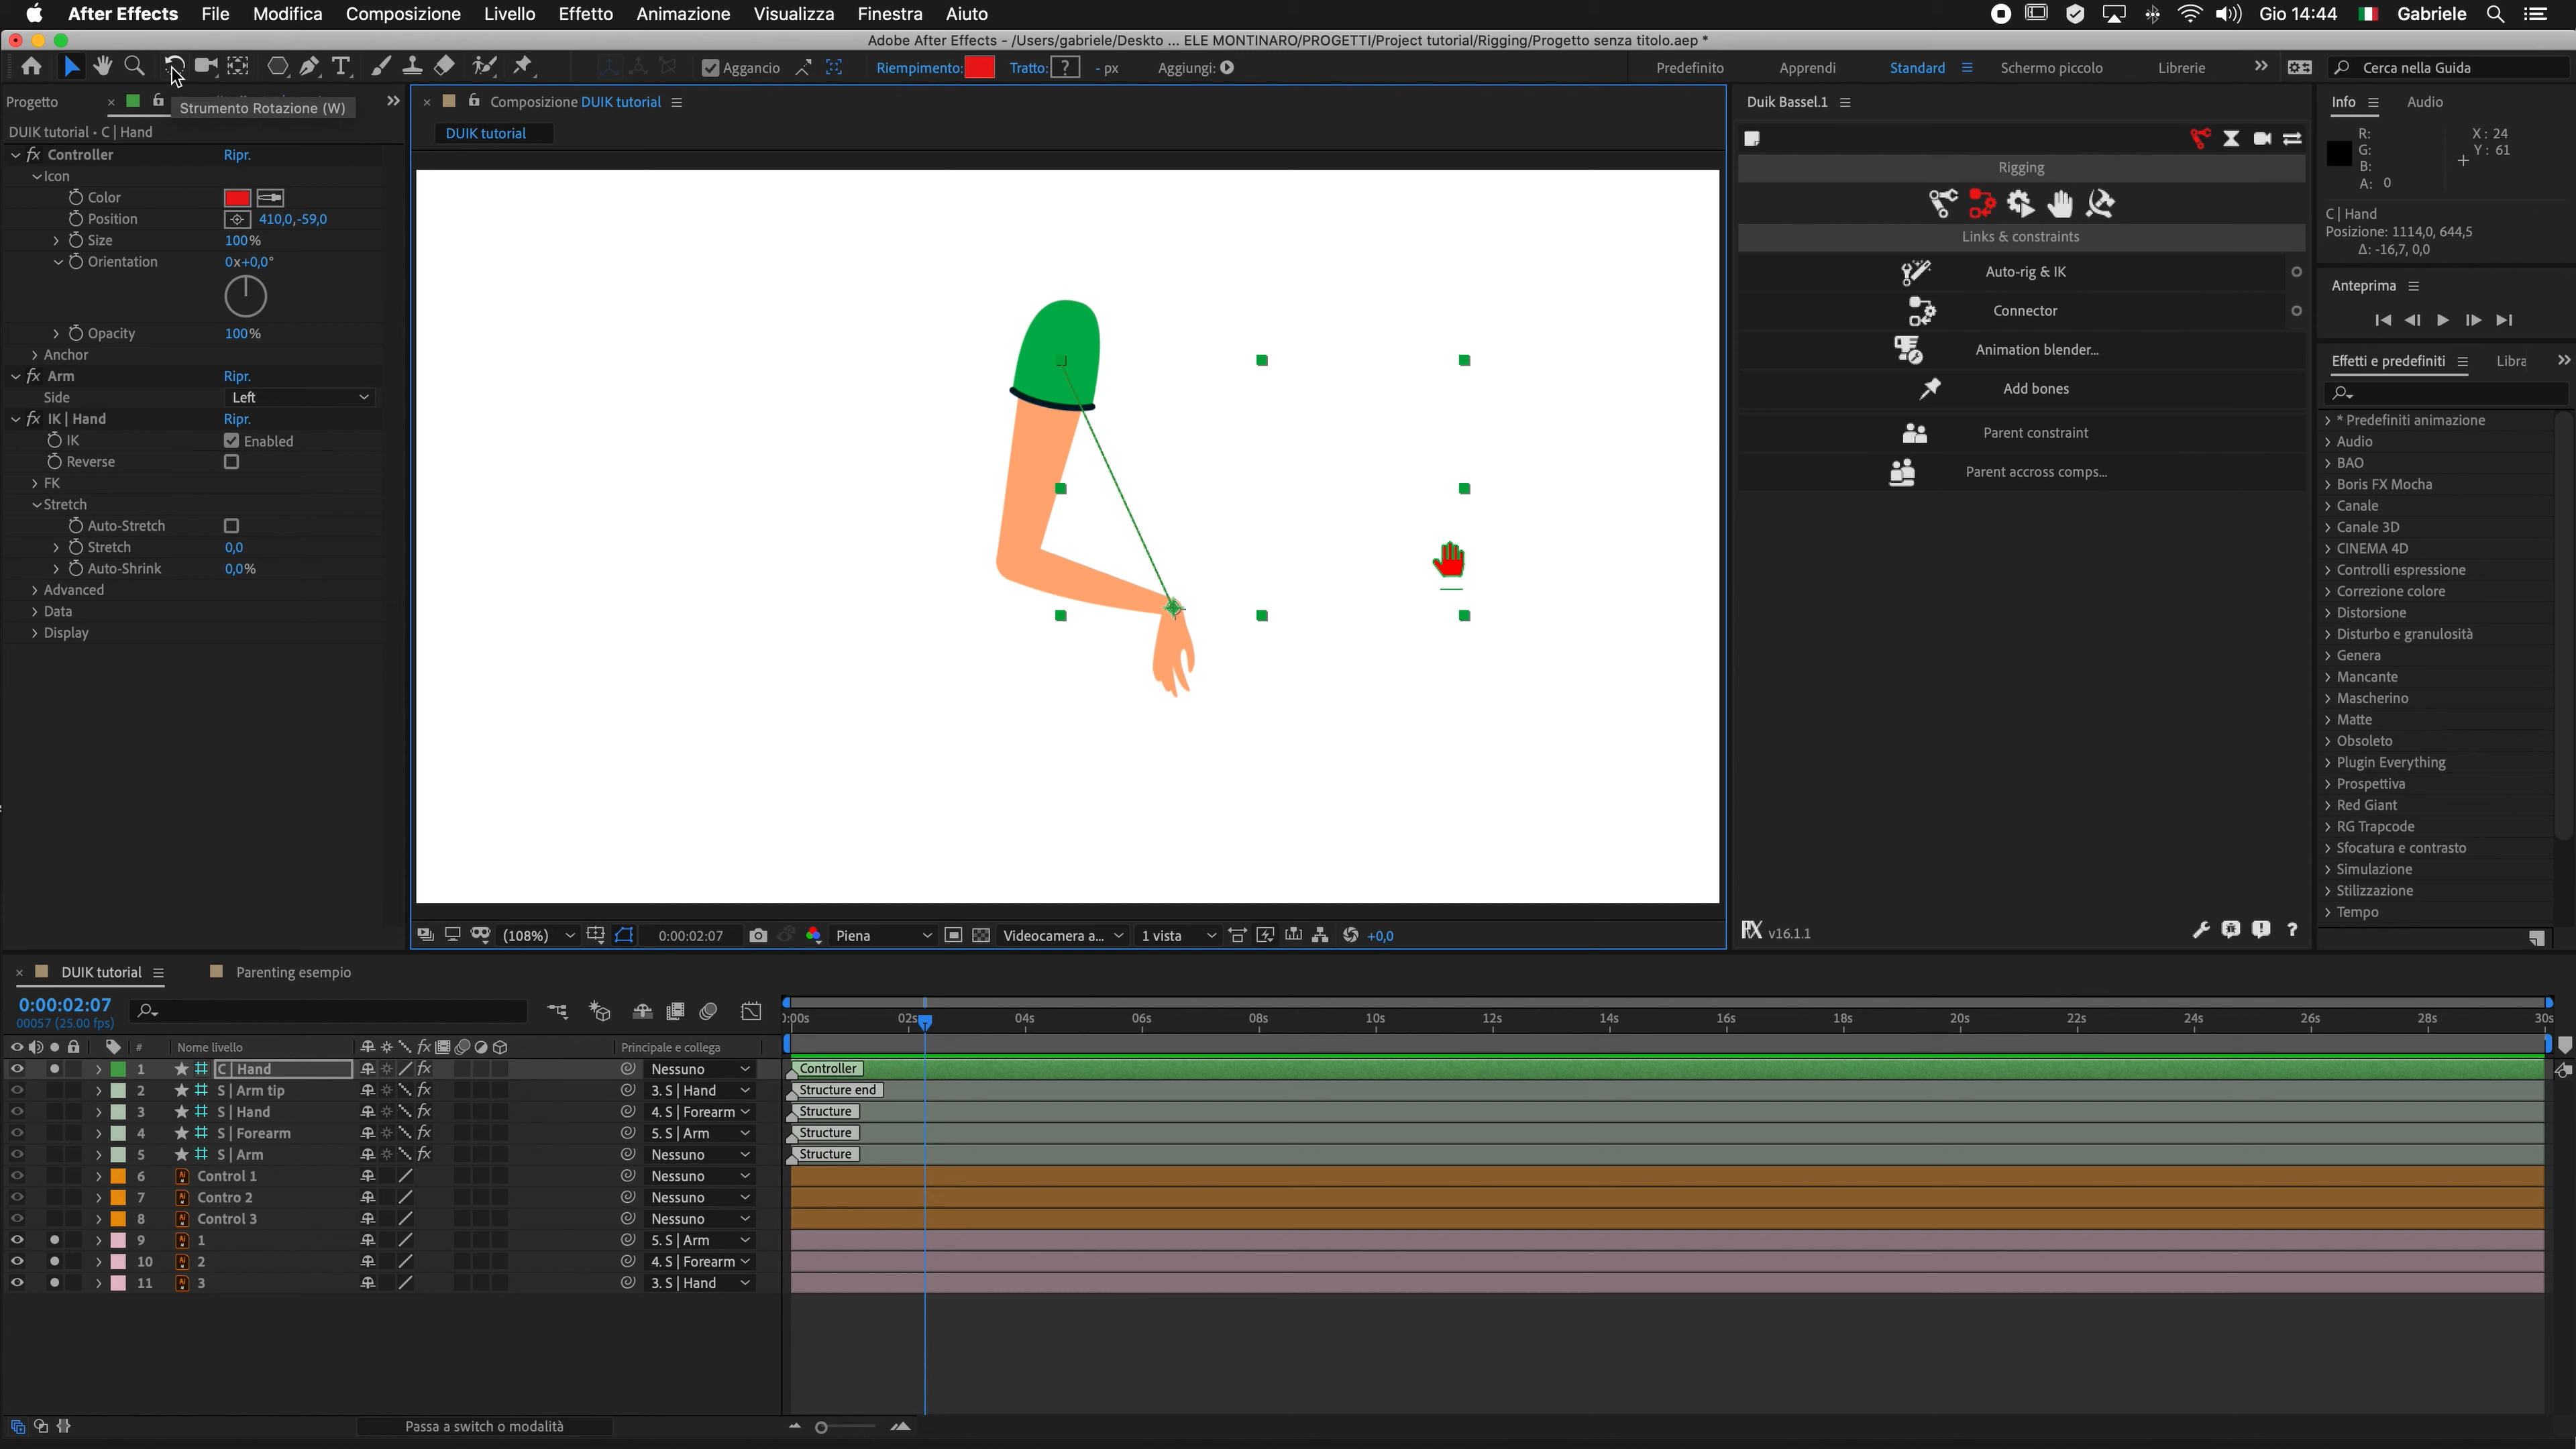 After Effects File Modifica Composizione Livello Effetto Animazione Visualizza Finestra Aiuto Gio 14:44 Gabriele
Adobe After Effects - /Users/gabriele/Deskto ... ELE MONTINARO/PROGETTI/Project tutorial/Rigging/Progetto senza titolo.aep *
Aggancio Riempimento: Tratto: ? - px Aggiungi: Predefinito Apprendi Standard Schermo piccolo Librerie Cerca nella Guida
Progetto
Strumento Rotazione (W)
DUIK tutorial • C | Hand
Controller Ripr.
Icon
Color
Position 410,0,-59,0
Size 100%
Orientation 0x+0,0°
Opacity 100%
Anchor
Arm Ripr.
Side Left
IK | Hand Ripr.
IK Enabled
Reverse
FK
Stretch
Auto-Stretch
Stretch 0,0
Auto-Shrink 0,0%
Advanced
Data
Display
Composizione DUIK tutorial
DUIK tutorial
(108%) 0:00:02:07 Piena Videocamera a... 1 vista +0,0
Duik Bassel.1
Rigging
Links & constraints
Auto-rig & IK
Connector
Animation blender...
Add bones
Parent constraint
Parent accross comps...
v16.1.1
Info Audio
R: X: 24
G: Y: 61
B:
A: 0
C | Hand
Posizione: 1114,0, 644,5
Δ: -16,7, 0,0
Anteprima
Effetti e predefiniti Libra
* Predefiniti animazione
Audio
BAO
Boris FX Mocha
Canale
Canale 3D
CINEMA 4D
Controlli espressione
Correzione colore
Distorsione
Disturbo e granulosità
Genera
Mancante
Mascherino
Matte
Obsoleto
Plugin Everything
Prospettiva
Red Giant
RG Trapcode
Sfocatura e contrasto
Simulazione
Stilizzazione
Tempo
DUIK tutorial Parenting esempio
0:00:02:07
00057 (25.00 fps)
):00s 02s 04s 06s 08s 10s 12s 14s 16s 18s 20s 22s 24s 26s 28s 30s
# Nome livello Principale e collega
1 C | Hand Nessuno Controller
2 S | Arm tip 3. S | Hand Structure end
3 S | Hand 4. S | Forearm Structure
4 S | Forearm 5. S | Arm Structure
5 S | Arm Nessuno Structure
6 Control 1 Nessuno
7 Contro 2 Nessuno
8 Control 3 Nessuno
9 1 5. S | Arm
10 2 4. S | Forearm
11 3 3. S | Hand
Passa a switch o modalità